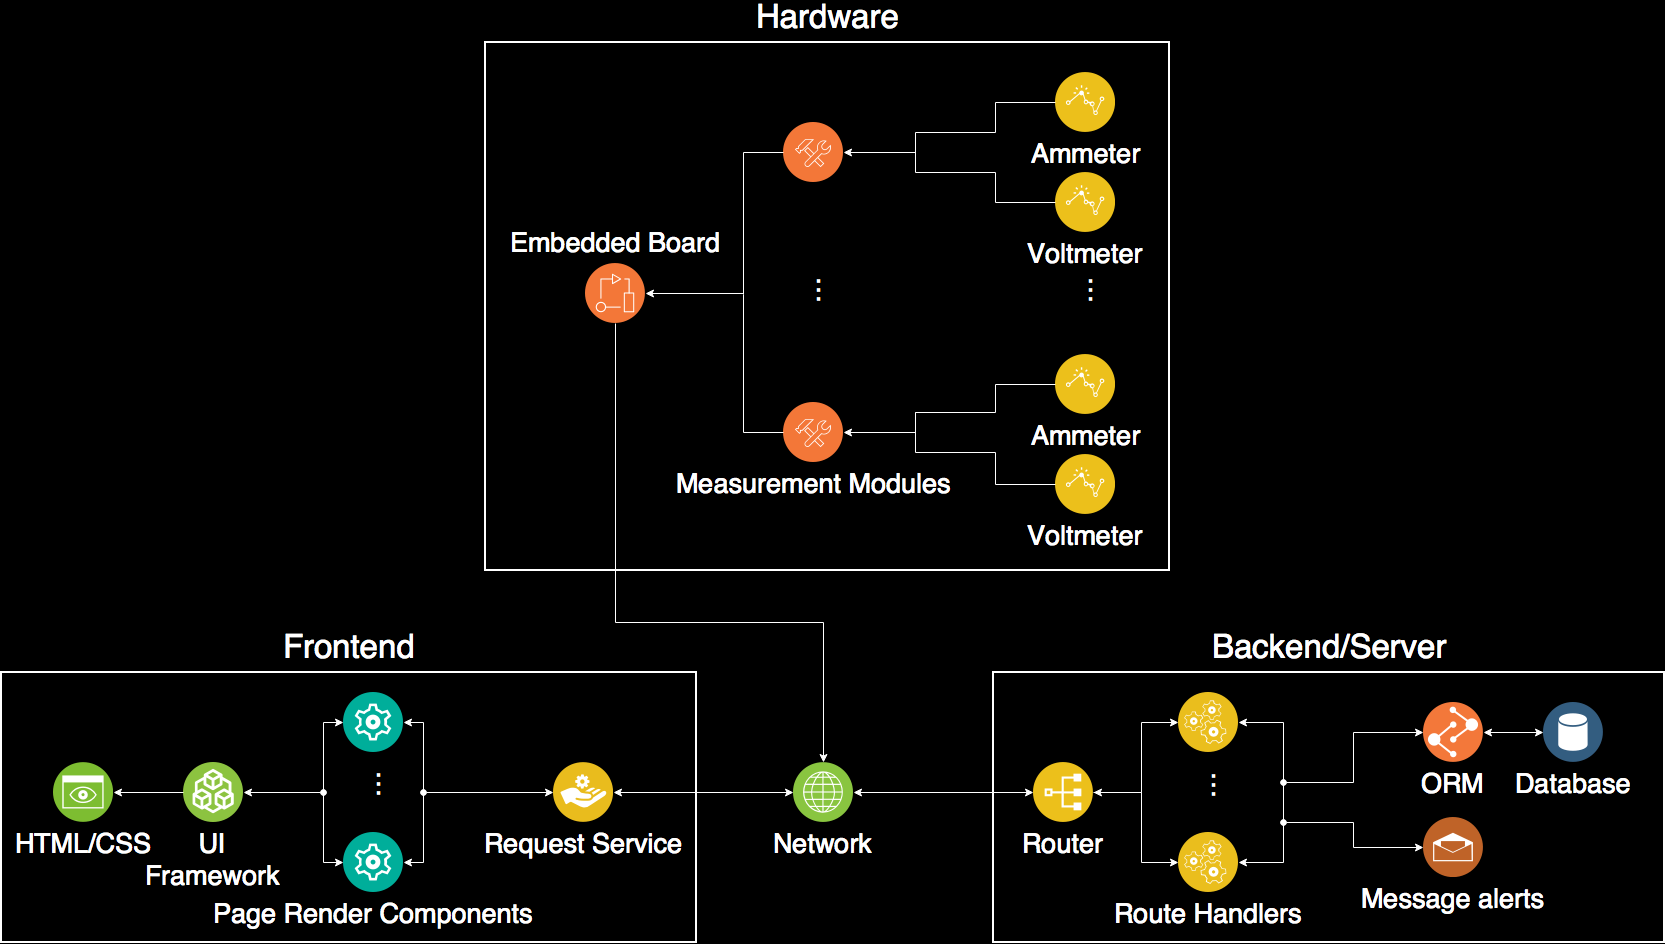 Hardware
Ammeter
Voltmeter
Embedded Board
Ammeter
Measurement Modules
Voltmeter
Frontend
HTML/CSS
UI
Framework
Page Render Components
Request Service
Network
Backend/Server
Router
Route Handlers
ORM
Database
Message alerts